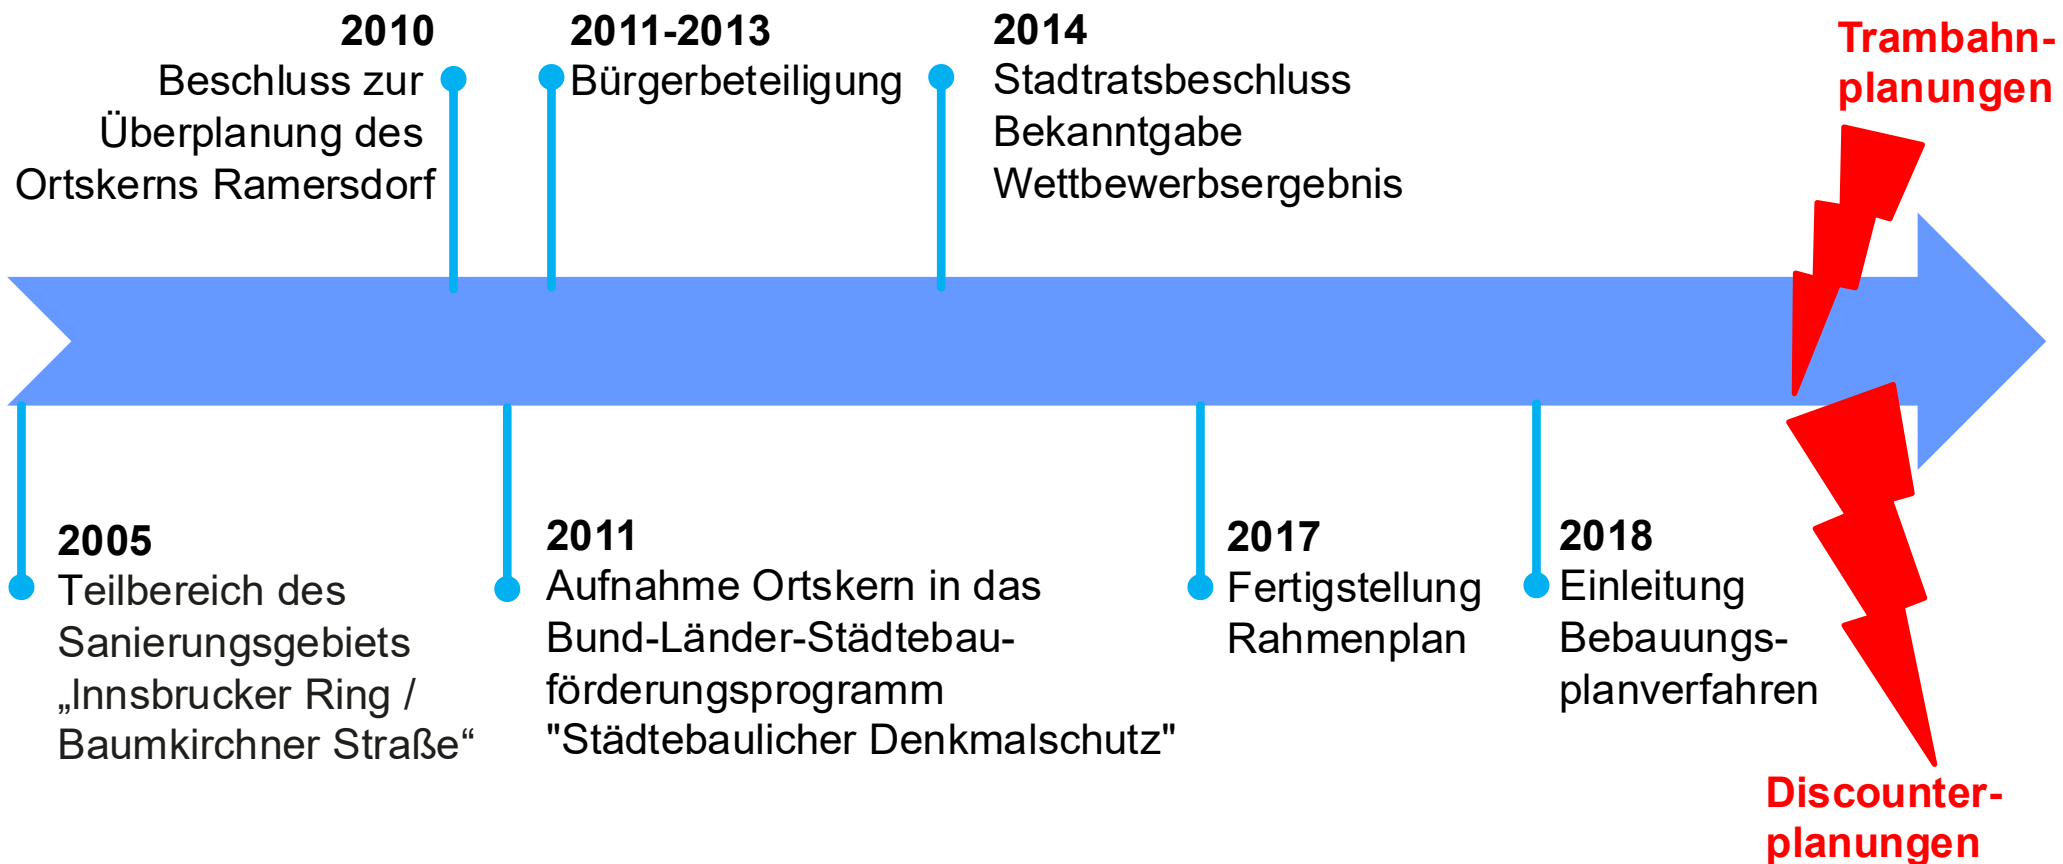 2010
Beschluss zur
Überplanung des
Ortskerns Ramersdorf
2011-2013
Bürgerbeteiligung
2014
Stadtratsbeschluss
Bekanntgabe
Wettbewerbsergebnis
Trambahn-
planungen
2005
Teilbereich des
Sanierungsgebiets
„Innsbrucker Ring /
Baumkirchner Straße“
2011
Aufnahme Ortskern in das
Bund-Länder-Städtebau-
förderungsprogramm
"Städtebaulicher Denkmalschutz"
2017
Fertigstellung
Rahmenplan
2018
Einleitung
Bebauungs-
planverfahren
Discounter-
planungen